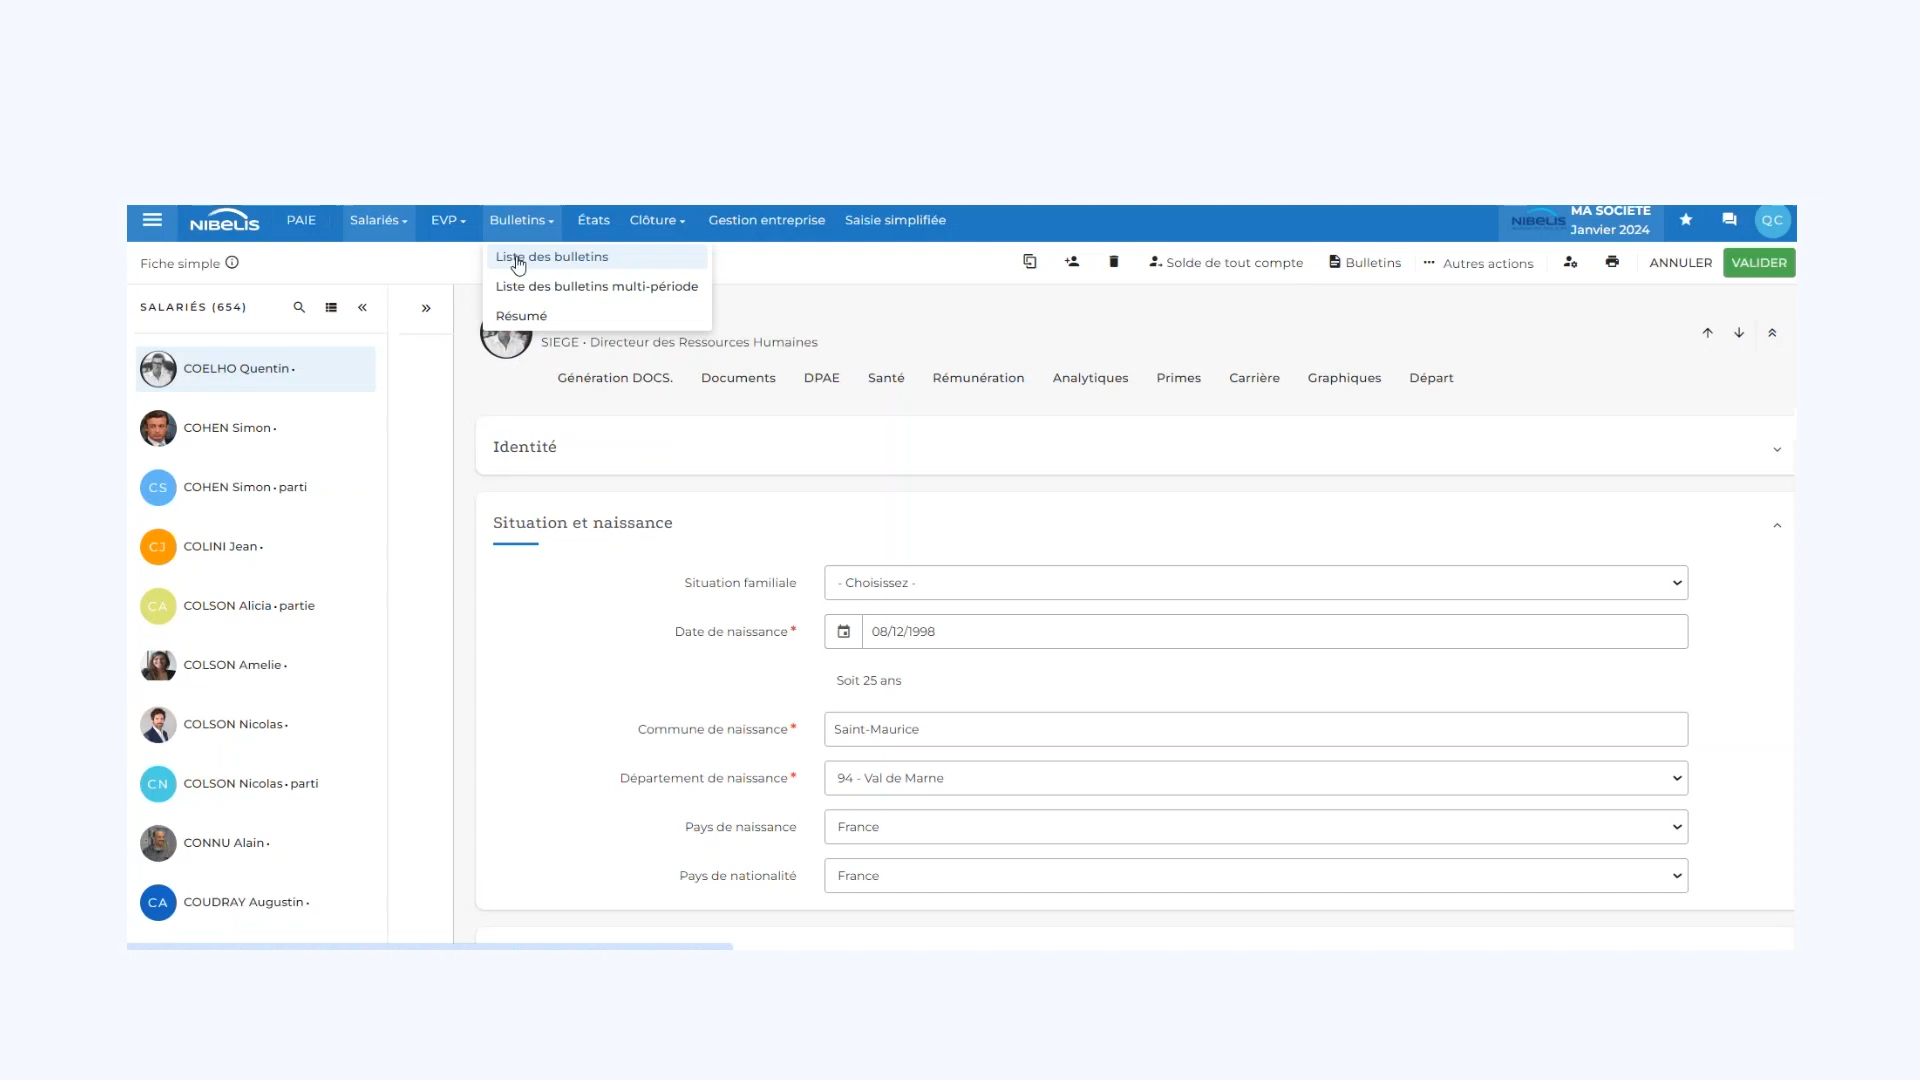 NIBELIS PAIE Salariés EVP Bulletins États Clôture Gestion entreprise Saisie simplifiée NIBELIS MA SOCIETE QC
Janvier 2024
Fiche simple
Liste des bulletins
Liste des bulletins multi-période
Résumé
Solde de tout compte Bulletins Autres actions ANNULER VALIDER
SALARIÉS (654)
COELHO Quentin •
COHEN Simon •
CS COHEN Simon • parti
CJ COLINI Jean •
CA COLSON Alicia • partie
COLSON Amelie •
COLSON Nicolas •
CN COLSON Nicolas • parti
CONNU Alain •
CA COUDRAY Augustin •
SIEGE • Directeur des Ressources Humaines
Génération DOCS. Documents DPAE Santé Rémunération Analytiques Primes Carrière Graphiques Départ
Identité
Situation et naissance
Situation familiale - Choisissez -
Date de naissance * 08/12/1998
Soit 25 ans
Commune de naissance * Saint-Maurice
Département de naissance * 94 - Val de Marne
Pays de naissance France
Pays de nationalité France